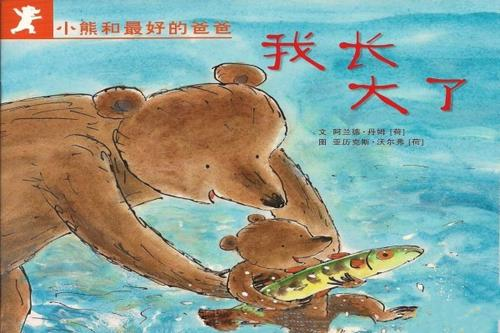 小熊和最好的爸爸
我长
大了
文 阿兰德·丹姆[荷]
图 亚历克斯·沃尔弗[荷]